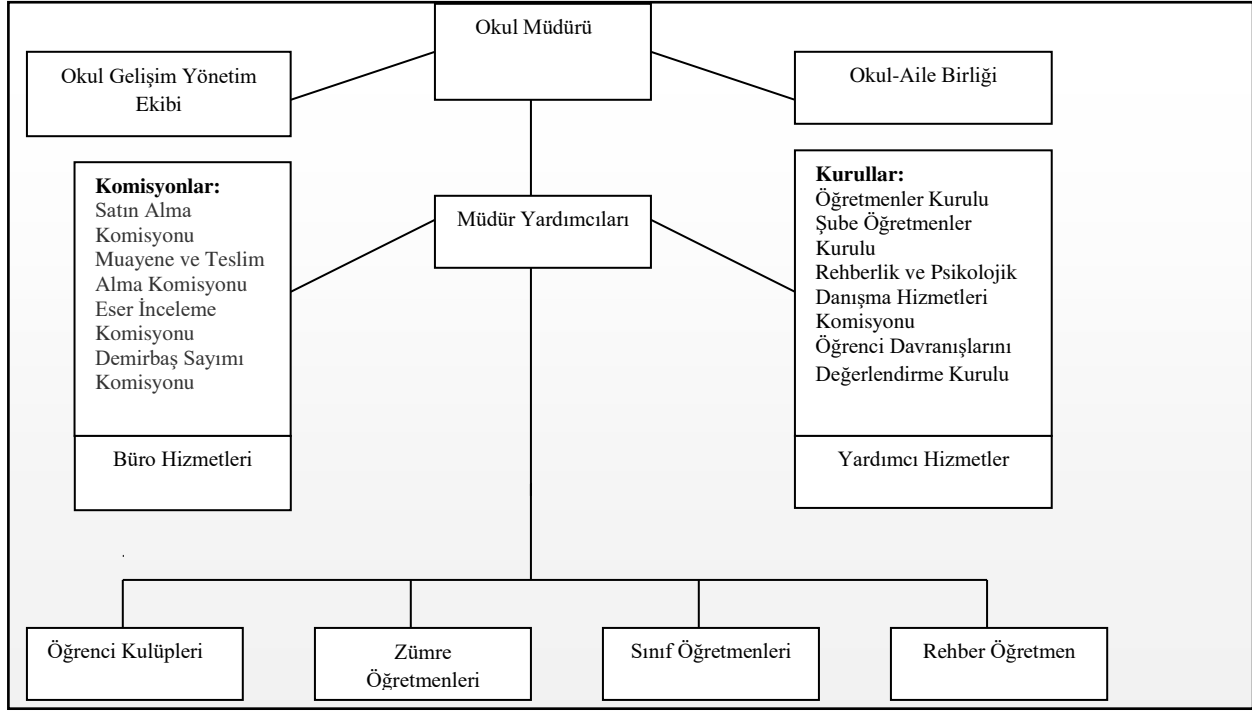 Okul Müdürü
Okul Gelişim Yönetim
Ekibi
Okul-Aile Birliği
Komisyonlar:
Satın Alma
Komisyonu
Muayene ve Teslim
Alma Komisyonu
Eser İnceleme
Komisyonu
Demirbaş Sayımı
Komisyonu
Müdür Yardımcıları
Kurullar:
Öğretmenler Kurulu
Şube Öğretmenler
Kurulu
Rehberlik ve Psikolojik
Danışma Hizmetleri
Komisyonu
Öğrenci Davranışlarını
Değerlendirme Kurulu
Büro Hizmetleri
Yardımcı Hizmetler
Öğrenci Kulüpleri
Zümre
Öğretmenleri
Sınıf Öğretmenleri
Rehber Öğretmen